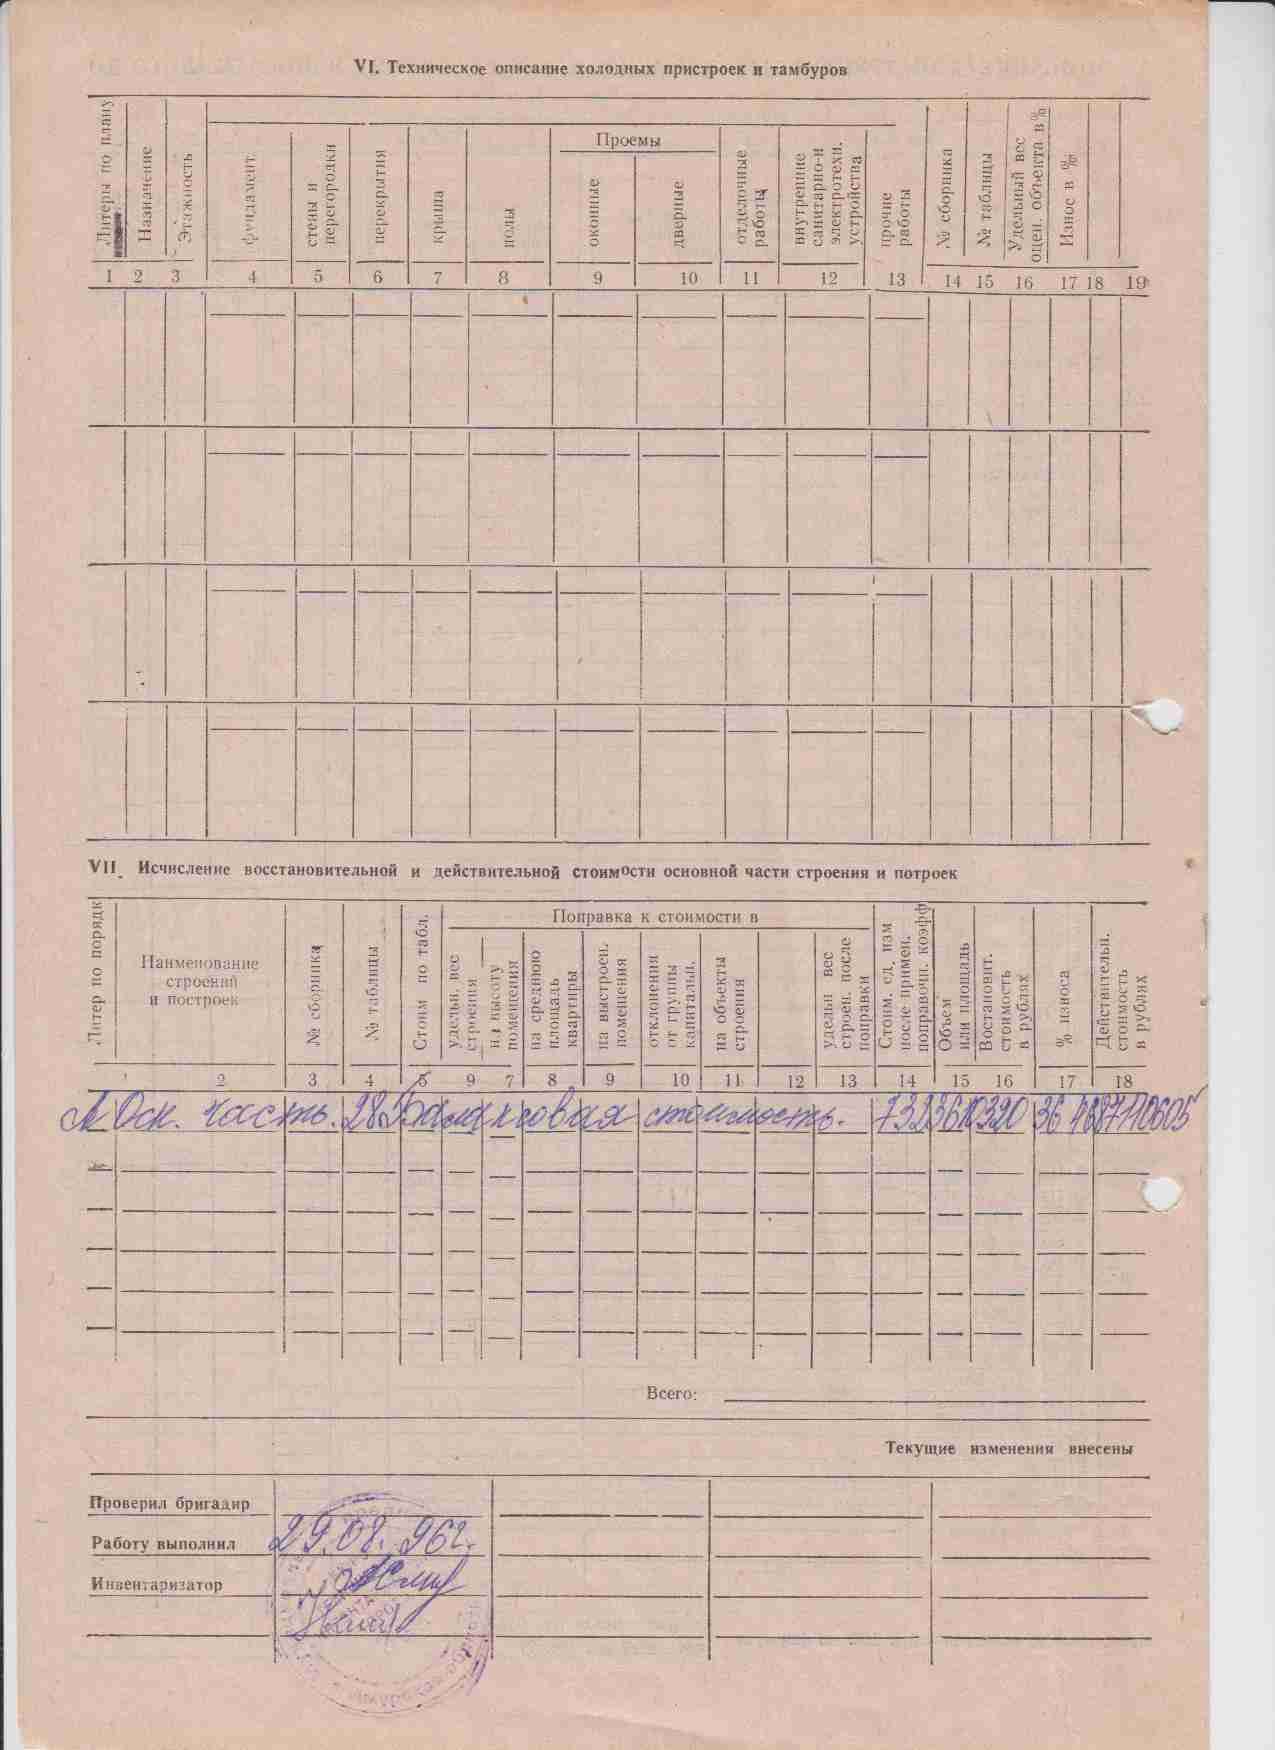 VI. Техническое описание холодных пристроек и тамбуров
Литеры по плану
Назначение
Этажность
фундамент
стены и перегородки
перекрытия
крыша
полы
Проемы
оконные
дверные
отделочные работы
внутренние санитарно-и электротехн. устройства
прочие работы
№ сборника
№ таблицы
Удельный вес оцен. объекта в %
Износ в %
1 2 3 4 5 6 7 8 9 10 11 12 13 14 15 16 17 18 19
VII. Исчисление восстановительной и действительной стоимости основной части строения и потроек
Литер по порядк
Наименование
строений
и построек
№ сборника
№ таблицы
Стоим по табл.
Поправка к стоимости в
удельн. вес строения
на высоту помещения
на среднюю площадь квартиры
на выстроен. помещения
отклонения от группы капитальн.
на объекты строения
удельн вес строен. после поправки
Стоим. ед. изм после примен. поправочн. коэфф
Объем или площадь
Востановит. стоимость в рублях
% износа
Действительн. стоимость в рублях
2 3 4 5 9 7 8 9 10 11 12 13 14 15 16 17 18
Осн. часть. 28.5 балансовая стоимость.
Всего:
Текущие изменения внесены
Проверил бригадир
Работу выполнил 29.08.96г.
Инвентаризатор